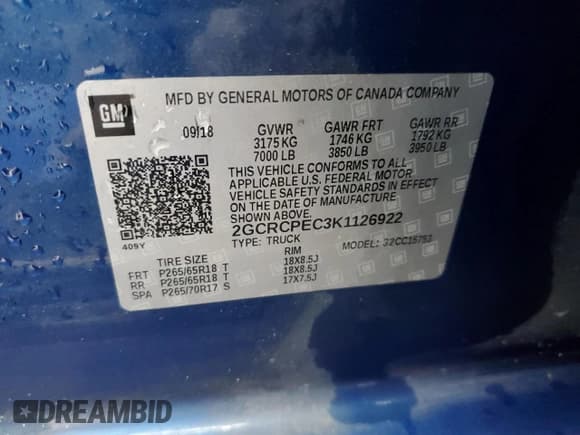 GM
MFD BY GENERAL MOTORS OF CANADA COMPANY
09/18 GVWR GAWR FRT GAWR RR
3175 KG 1746 KG 1792 KG
7000 LB 3850 LB 3950 LB
THIS VEHICLE CONFORMS TO ALL
APPLICABLE U.S. FEDERAL MOTOR
VEHICLE SAFETY STANDARDS IN EFFECT
ON THE DATE OF MANUFACTURE
SHOWN ABOVE.
2GCRCPEC3K1126922
409Y TYPE: TRUCK MODEL: 32CC15753
TIRE SIZE RIM
FRT P265/65R18 T 18X8.5J
RR P265/65R18 T 18X8.5J
SPA P265/70R17 S 17X7.5J
DREAMBID